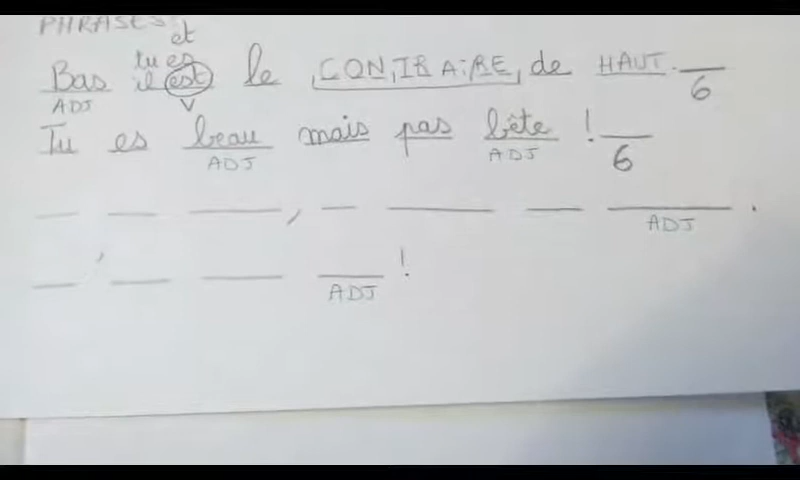 PHRASES
et
tu es
Bas il est le CONTRAIRE, de HAUT. 6
ADJ V
Tu es beau mais pas bête ! 6
ADJ ADJ
, .
ADJ
' !
ADJ